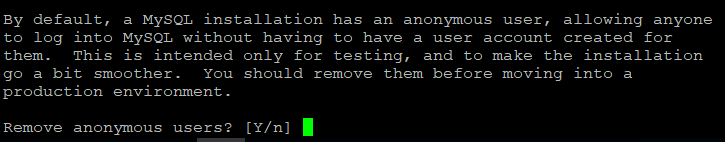 By default, a MySQL installation has an anonymous user, allowing anyone
to log into MySQL without having to have a user account created for
them.  This is intended only for testing, and to make the installation
go a bit smoother.  You should remove them before moving into a
production environment.
Remove anonymous users? [Y/n]